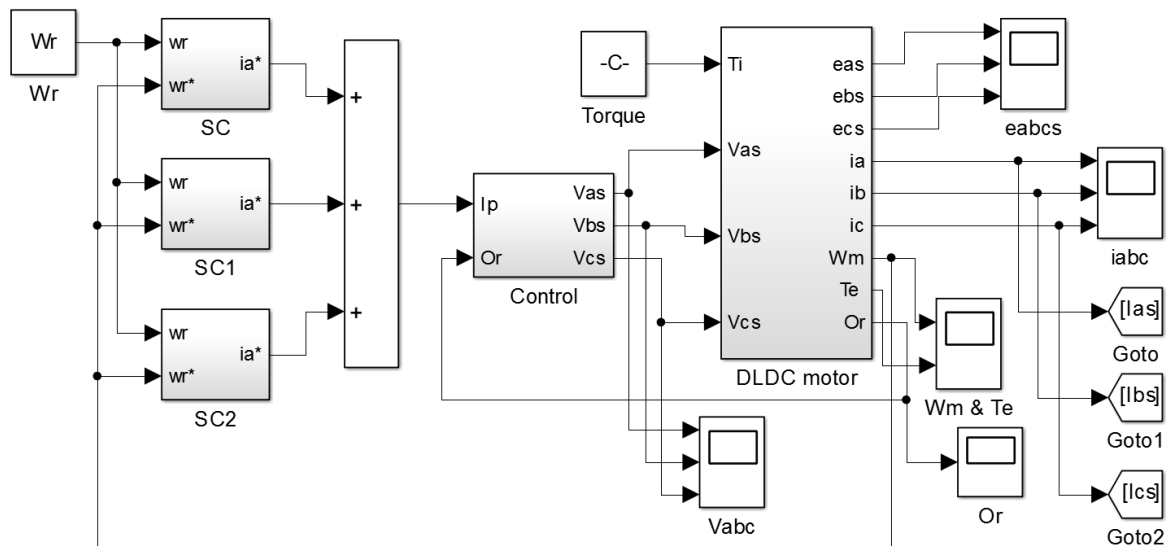 Wr
Wr
wr
wr*
ia*
SC
wr
wr*
ia*
SC1
wr
wr*
ia*
SC2
+
+
+
Ip
Or
Vas
Vbs
Vcs
Control
-C-
Torque
Ti
Vas
Vbs
Vcs
eas
ebs
ecs
ia
ib
ic
Wm
Te
Or
DLDC motor
eabcs
iabc
[Ias]
Goto
[Ibs]
Goto1
[Ics]
Goto2
Wm & Te
Or
Vabc